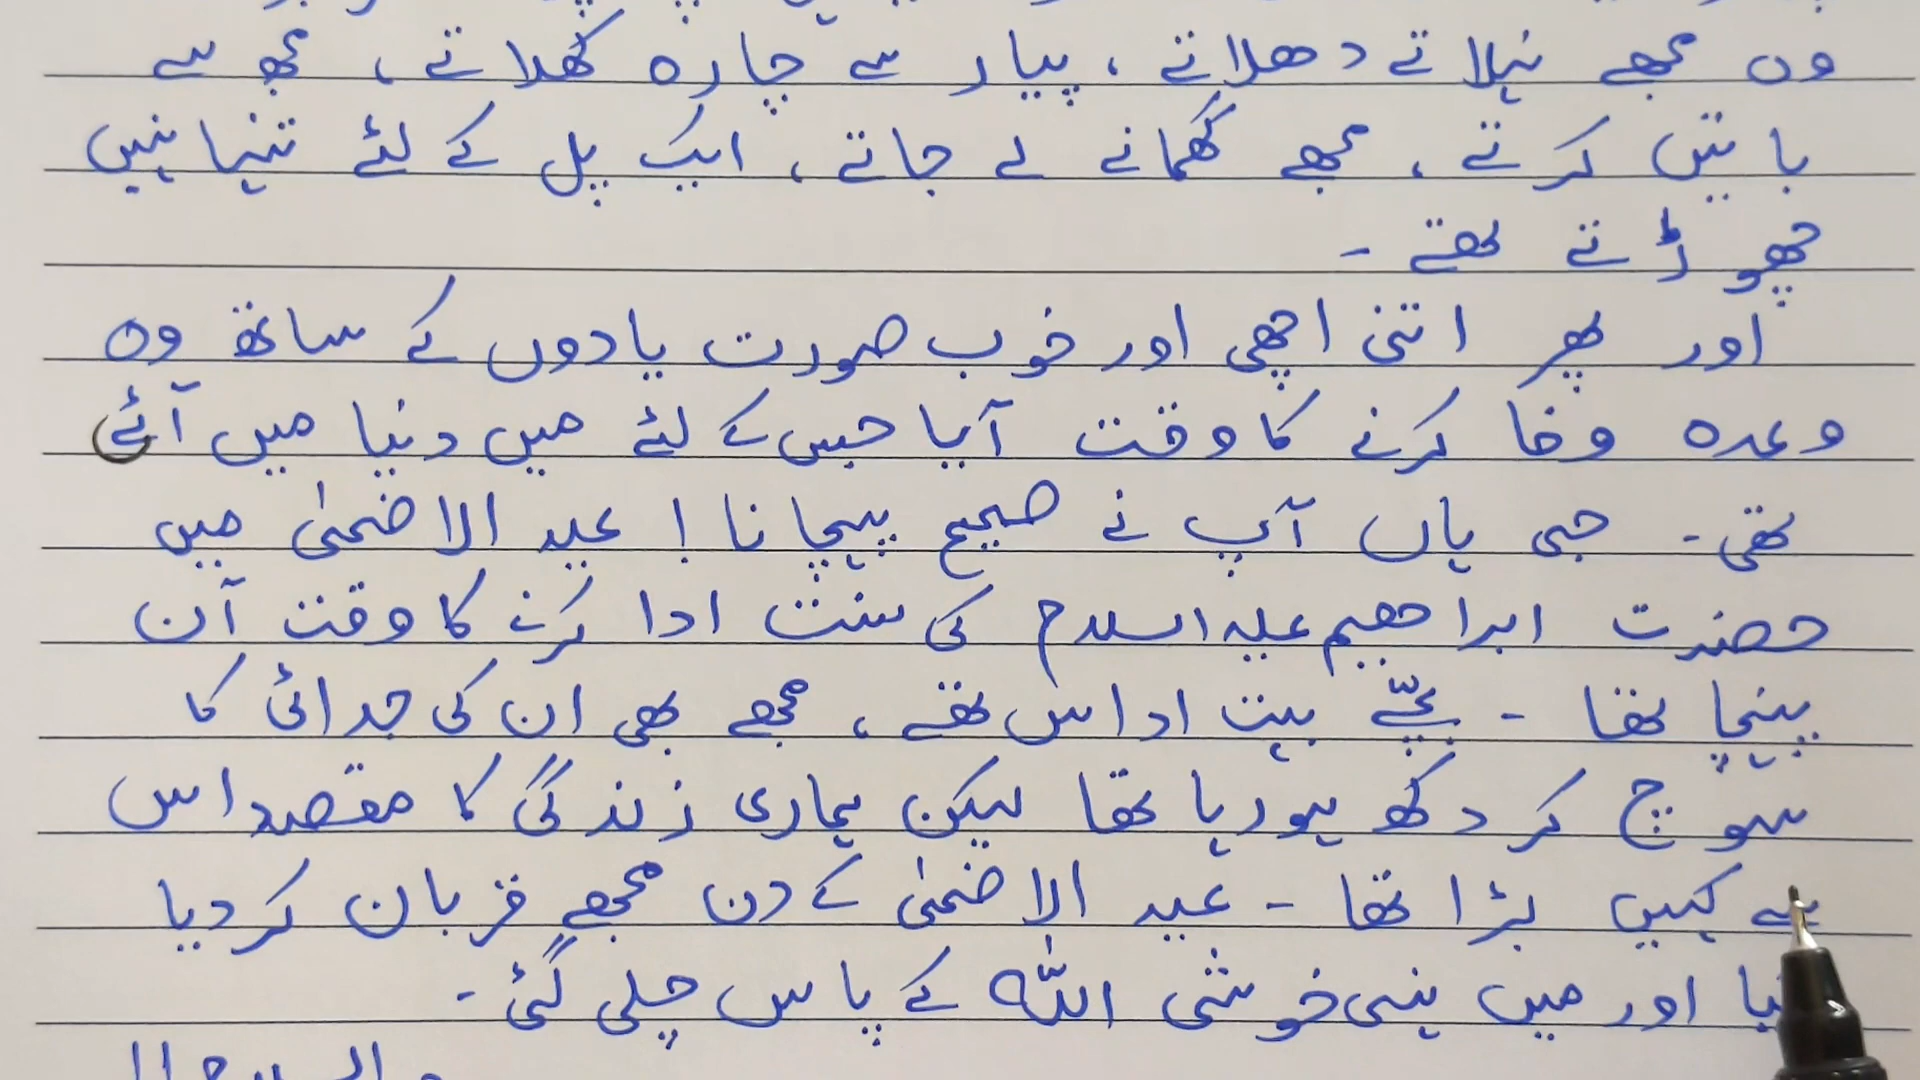 وہ مجھے نہلاتے دھلاتے ، پیار سے چارہ کھلاتے ، مجھ سے
باتیں کرتے ، مجھے گھمانے لے جاتے ، ایک پل کے لئے تنہا نہیں
چھوڑتے تھے ۔
اور پھر اتنی اچھی اور خوب صورت یادوں کے ساتھ وہ
وعدہ وفا کرنے کا وقت آیا جس کے لئے میں دنیا میں آئی
تھی ۔ جی ہاں آپ نے صحیح پہچانا ! عید الاضحیٰ میں
حضرت ابراھیم علیہ السلام کی سنت ادا کرنے کا وقت آن
پہنچا تھا ۔ بچّے بہت اداس تھے ، مجھے بھی ان کی جدائی کا
سوچ کر دکھ ہو رہا تھا لیکن ہماری زندگی کا مقصد اس
سے کہیں بڑا تھا ۔ عید الاضحیٰ کے دن مجھے قربان کر دیا
گیا اور میں ہنسی خوشی اللّٰہ کے پاس چلی گئی ۔